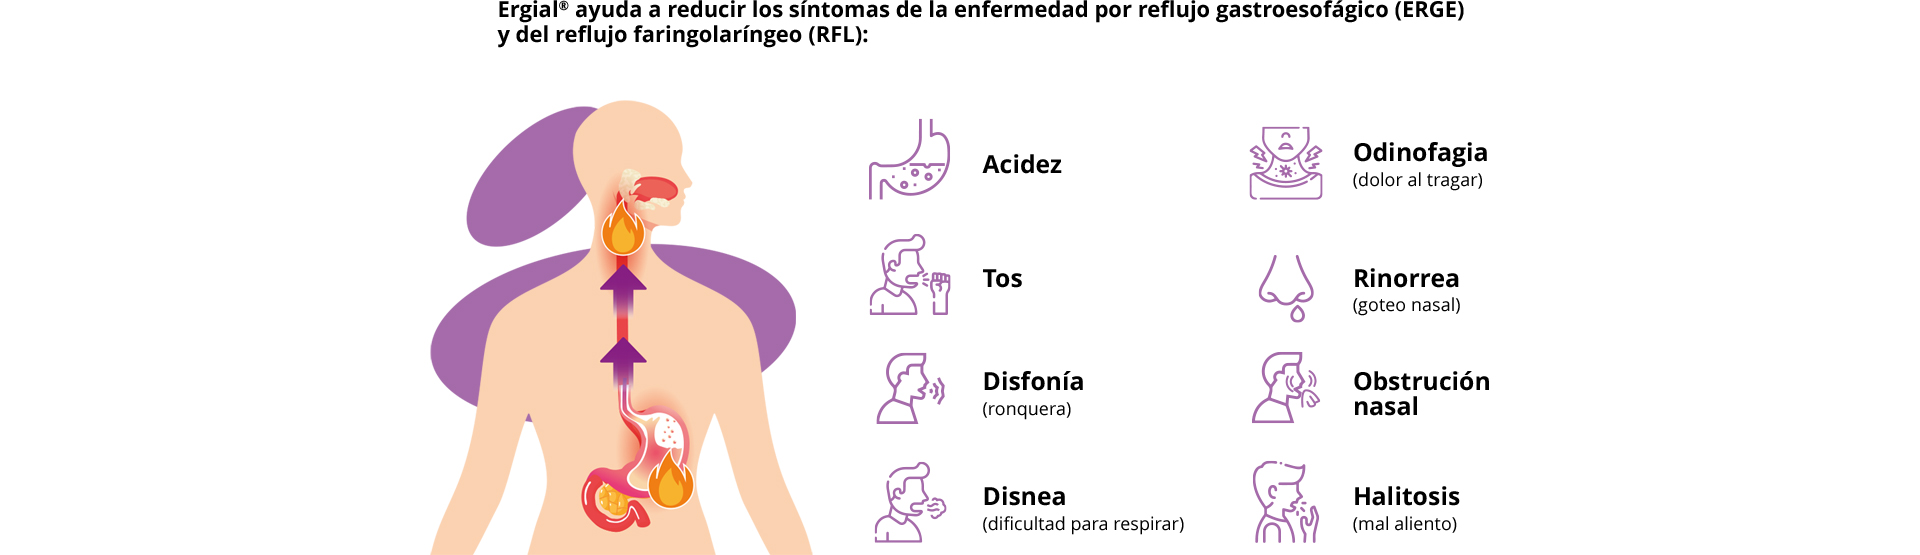 Ergial® ayuda a reducir los síntomas de la enfermedad por reflujo gastroesofágico (ERGE)
y del reflujo faringolaríngeo (RFL):
Acidez
Odinofagia
(dolor al tragar)
Tos
Rinorrea
(goteo nasal)
Disfonía
(ronquera)
Obstrución
nasal
Disnea
(dificultad para respirar)
Halitosis
(mal aliento)